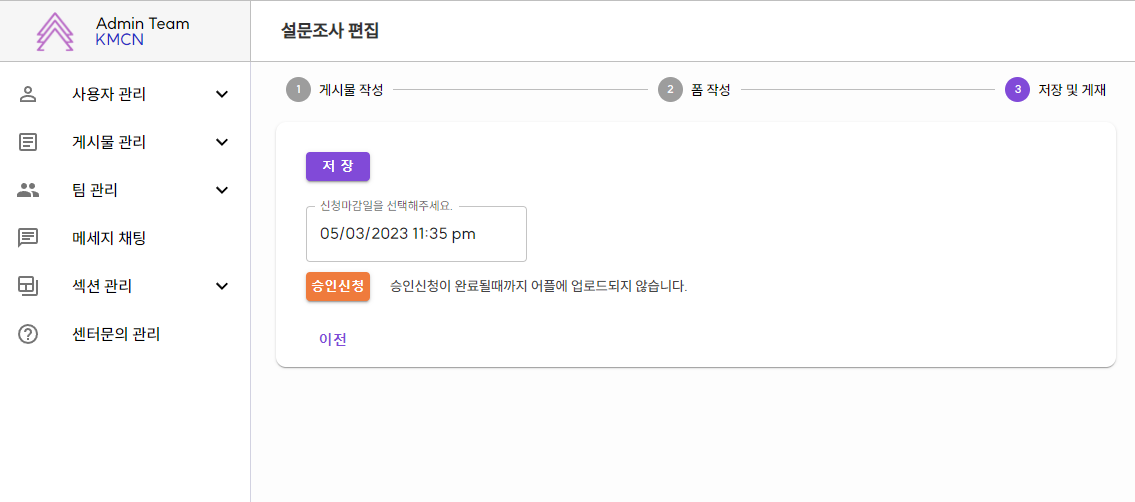 Admin Team
KMCN
설문조사 편집
사용자 관리
게시물 관리
팀 관리
메세지 채팅
섹션 관리
센터문의 관리
1 게시물 작성
2 폼 작성
3 저장 및 게재
저 장
신청마감일을 선택해주세요.
05/03/2023 11:35 pm
승인신청 승인신청이 완료될때까지 어플에 업로드되지 않습니다.
이전